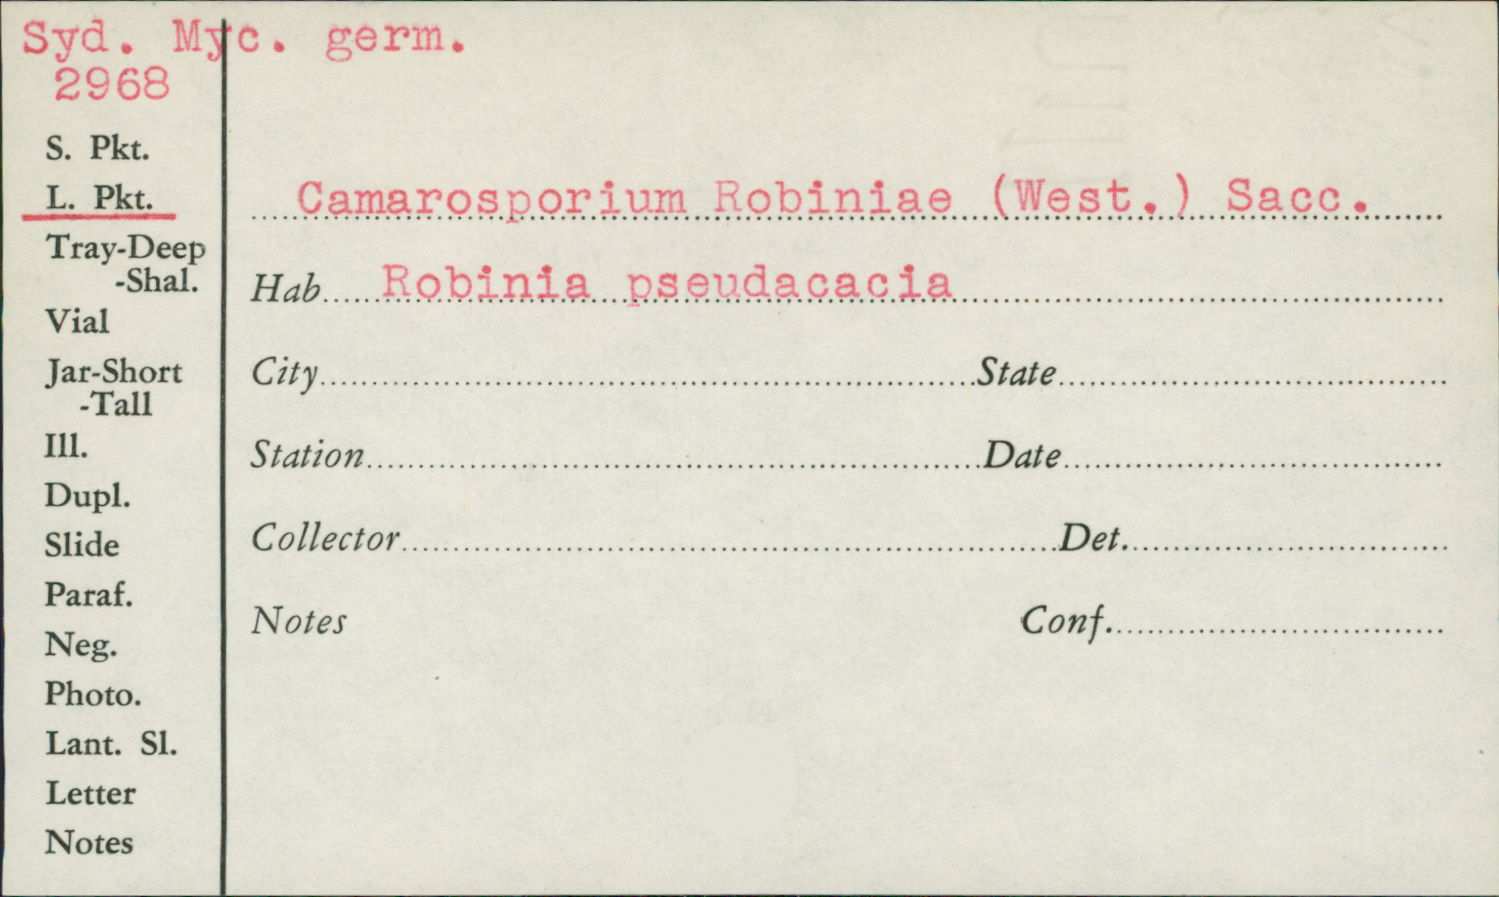 Syd. Myc. germ.
2968
S. Pkt.
L. Pkt.
Tray-Deep
-Shal.
Vial
Jar-Short
-Tall
Ill.
Dupl.
Slide
Paraf.
Neg.
Photo.
Lant. Sl.
Letter
Notes
Camarosporium Robiniae (West.) Sacc.
Hab. Robinia pseudacacia
City State
Station Date
Collector Det.
Notes Conf.